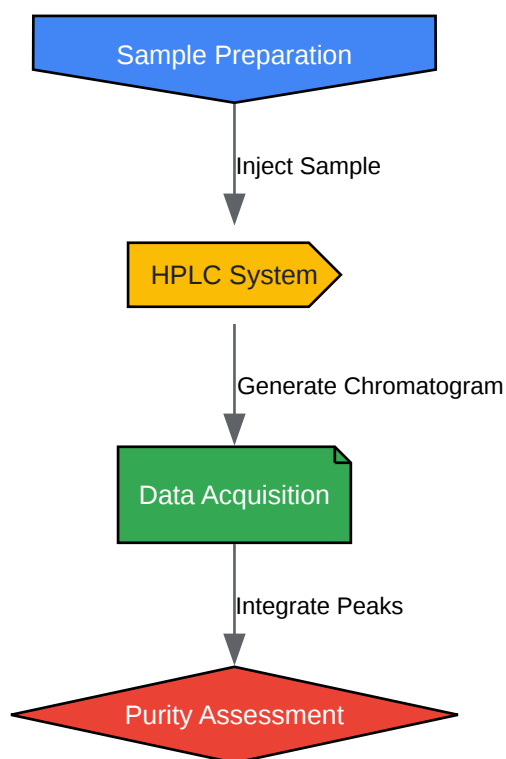 Sample Preparation
Inject Sample
HPLC System
Generate Chromatogram
Data Acquisition
Integrate Peaks
Purity Assessment